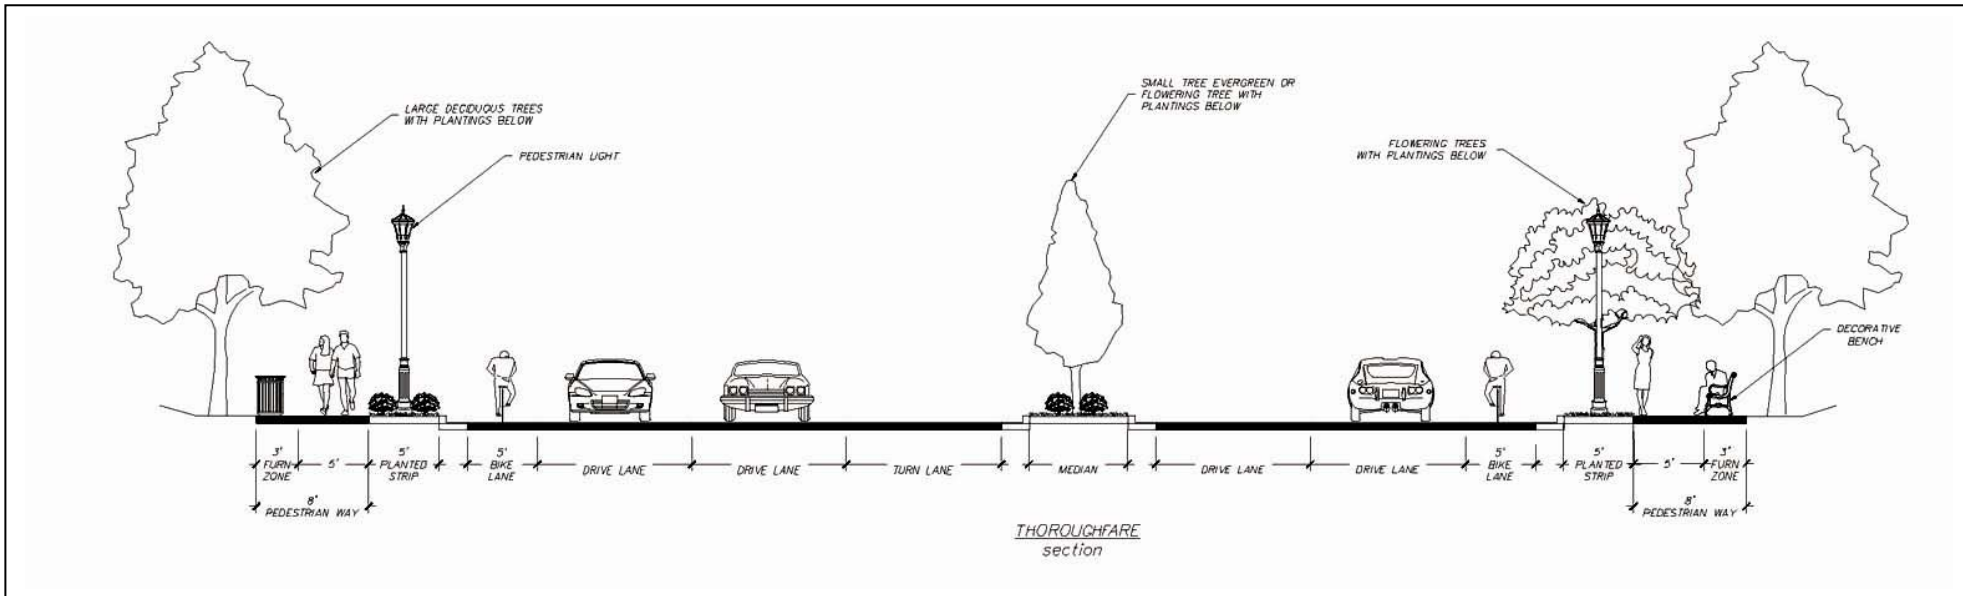 LARGE DECIDUOUS TREES
WITH PLANTINGS BELOW
PEDESTRIAN LIGHT
SMALL TREE EVERGREEN OR
FLOWERING TREE WITH
PLANTINGS BELOW
FLOWERING TREES
WITH PLANTINGS BELOW
DECORATIVE
BENCH
3'
FURN
ZONE
5'
5'
PLANTED
STRIP
5'
BIKE
LANE
DRIVE LANE
DRIVE LANE
TURN LANE
MEDIAN
DRIVE LANE
DRIVE LANE
5'
BIKE
LANE
5'
PLANTED
STRIP
5'
3'
FURN
ZONE
8'
PEDESTRIAN WAY
8'
PEDESTRIAN WAY
THOROUGHFARE
section